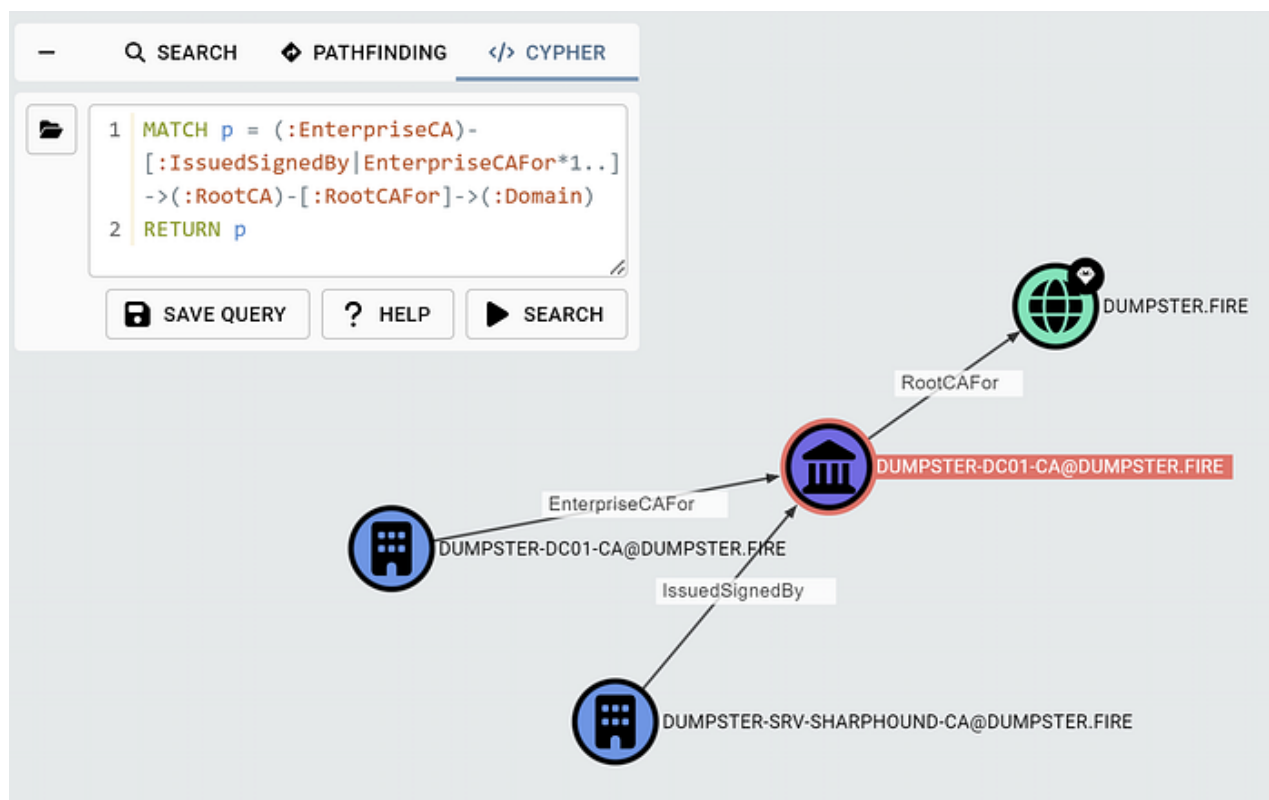 SEARCH PATHFINDING </> CYPHER
1 MATCH p = (:EnterpriseCA)-
[:IssuedSignedBy|EnterpriseCAFor*1..]
->(:RootCA)-[:RootCAFor]->(:Domain)
2 RETURN p
SAVE QUERY ? HELP SEARCH
DUMPSTER.FIRE
RootCAFor
DUMPSTER-DC01-CA@DUMPSTER.FIRE
EnterpriseCAFor
DUMPSTER-DC01-CA@DUMPSTER.FIRE
IssuedSignedBy
DUMPSTER-SRV-SHARPHOUND-CA@DUMPSTER.FIRE